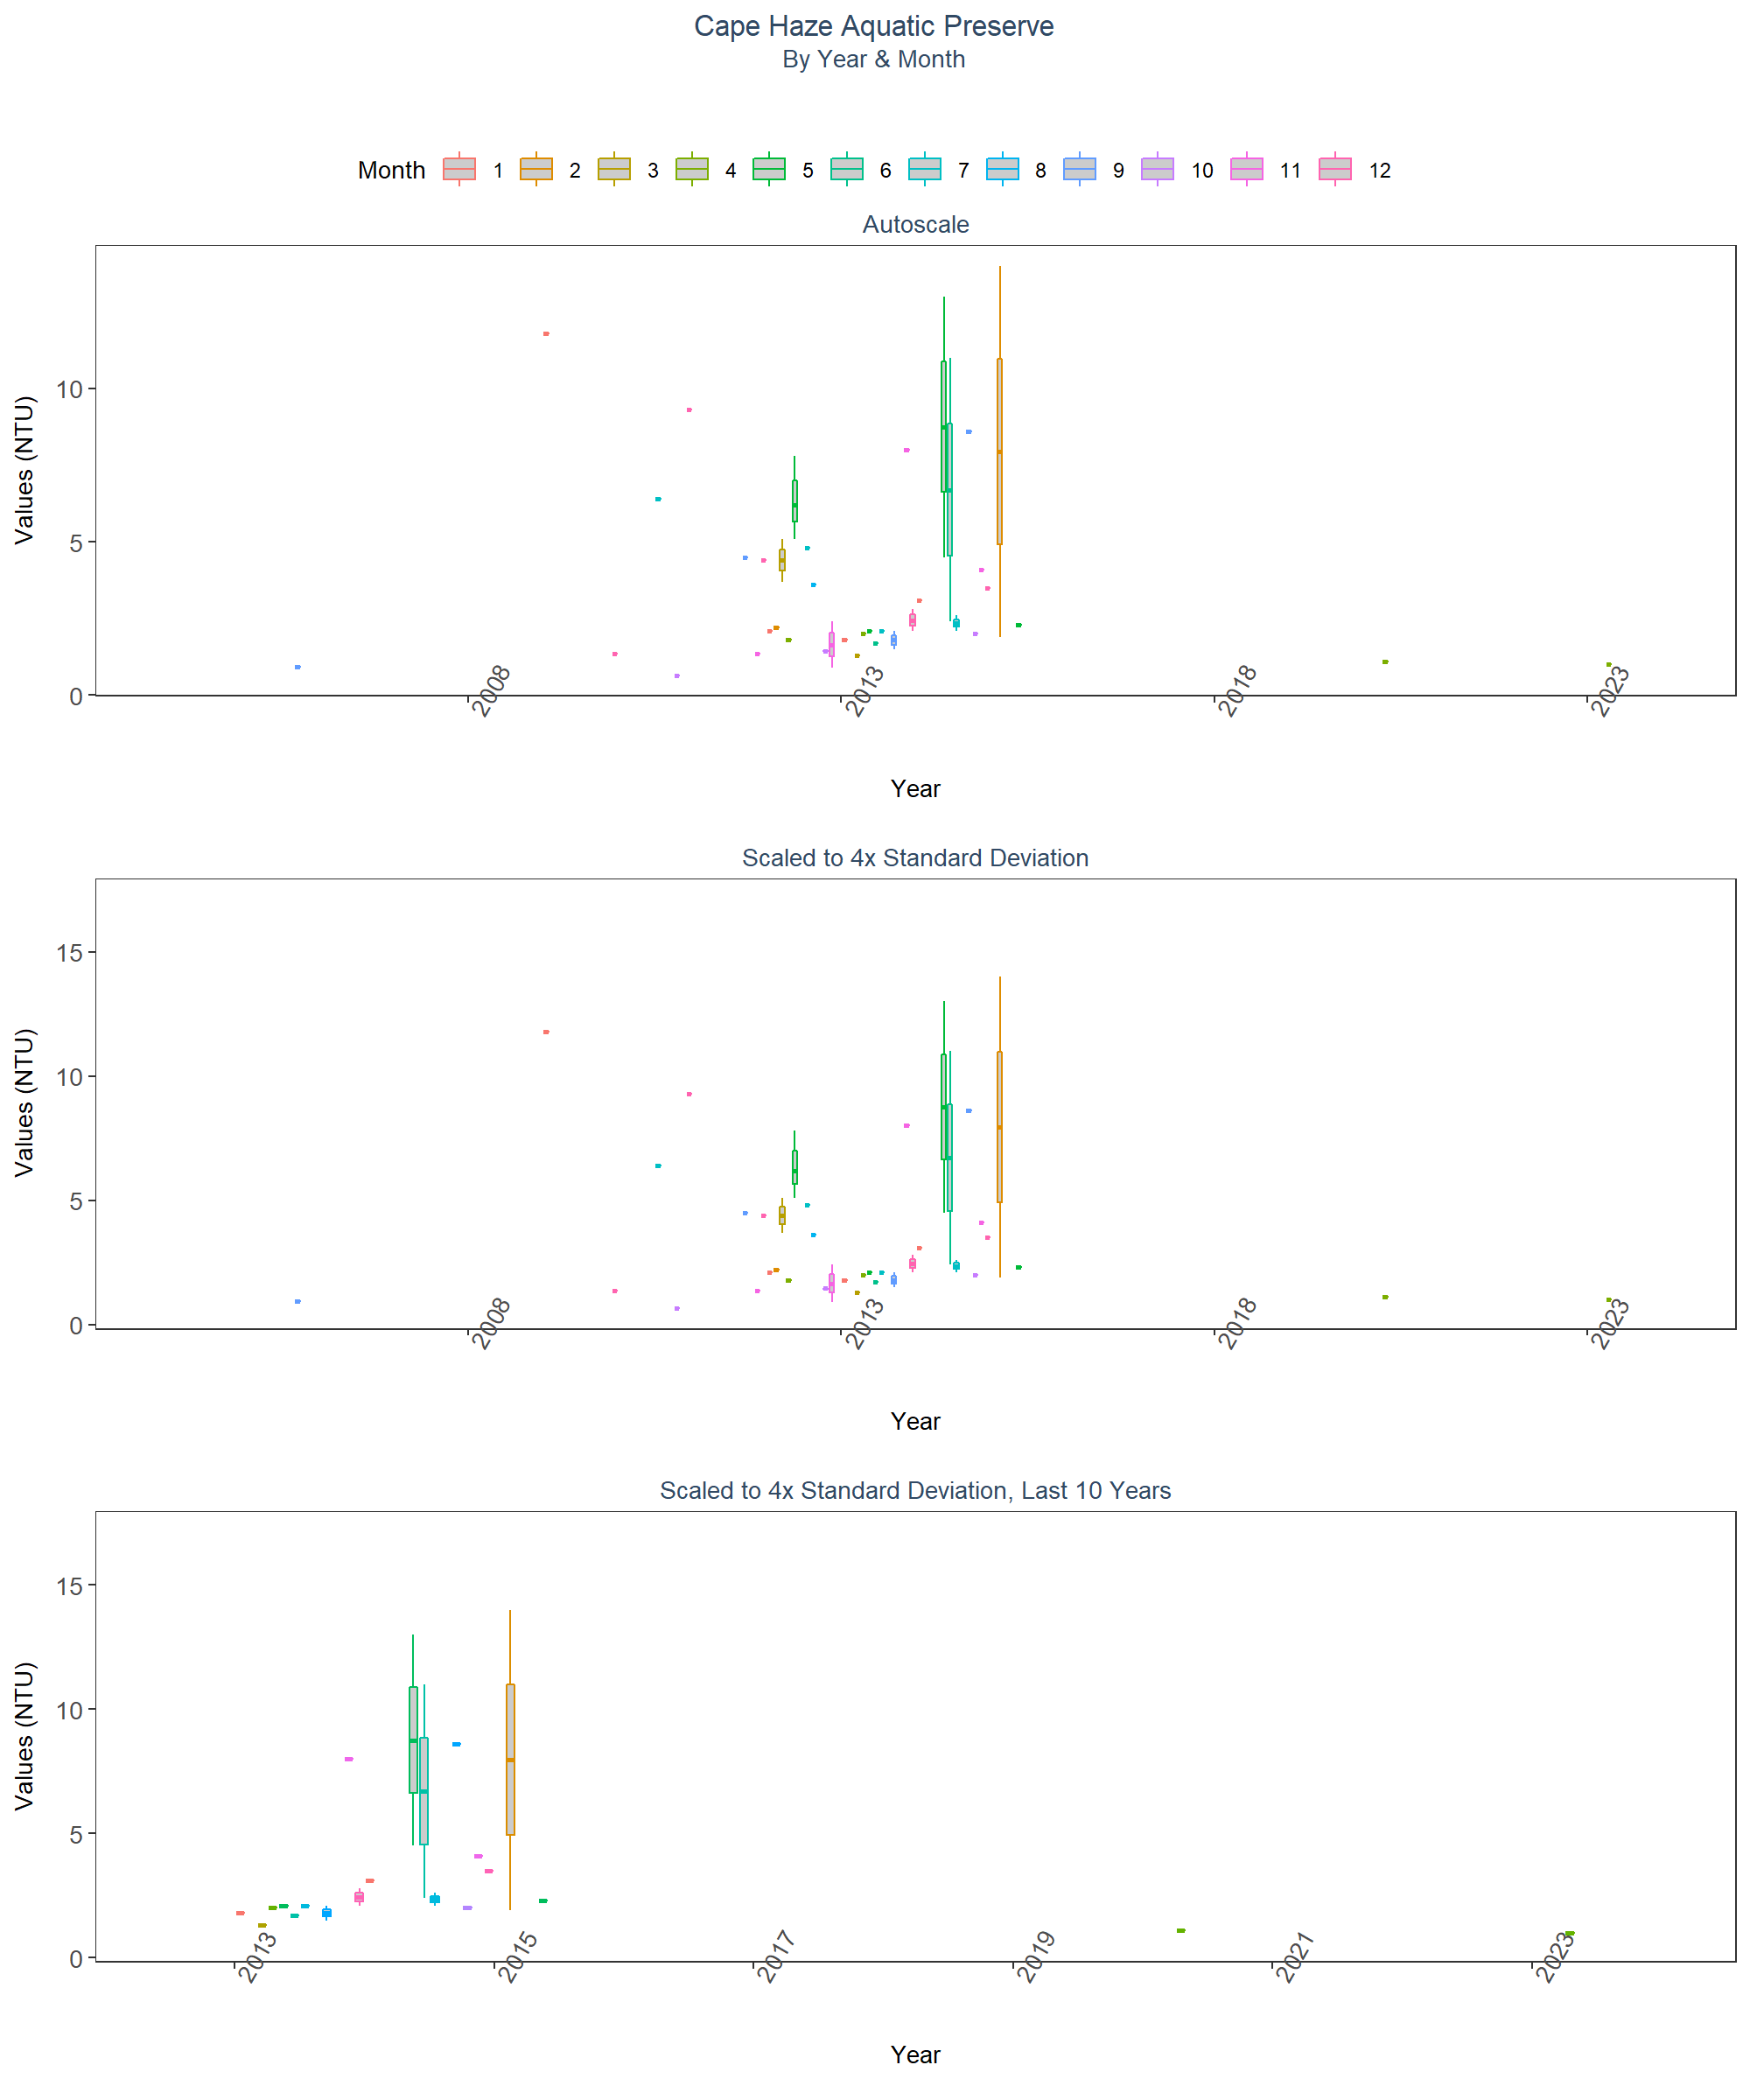 Cape Haze Aquatic Preserve
By Year & Month
Month 1 2 3 4 5 6 7 8 9 10 11 12
Autoscale
Values (NTU)
10
5
0
2008 2013 2018 2023
Year
Scaled to 4x Standard Deviation
Values (NTU)
15
10
5
0
2008 2013 2018 2023
Year
Scaled to 4x Standard Deviation, Last 10 Years
Values (NTU)
15
10
5
0
2013 2015 2017 2019 2021 2023
Year